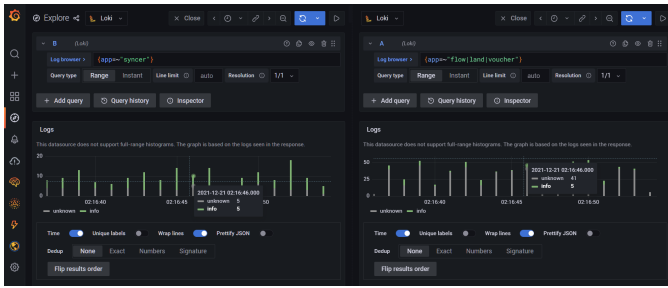 Explore
Loki
Close
B (Loki)
Log browser > {app=~"syncer"}
Query type Range Instant Line limit auto Resolution 1/1
+ Add query Query history Inspector
Logs
This datasource does not support full-range histograms. The graph is based on the logs seen in the response.
20
10
0
02:16:40 02:16:45 02:16:50
2021-12-21 02:16:46.000
unknown 5
info 5
unknown info
Time Unique labels Wrap lines Prettify JSON
Dedup None Exact Numbers Signature
Flip results order
Loki
Close
A (Loki)
Log browser > {app=~"flow|land|voucher"}
Query type Range Instant Line limit auto Resolution 1/1
+ Add query Query history Inspector
Logs
This datasource does not support full-range histograms. The graph is based on the logs seen in the response.
50
25
0
02:16:40 02:16:45 02:16:50
2021-12-21 02:16:46.000
unknown 41
info 5
unknown info
Time Unique labels Wrap lines Prettify JSON
Dedup None Exact Numbers Signature
Flip results order